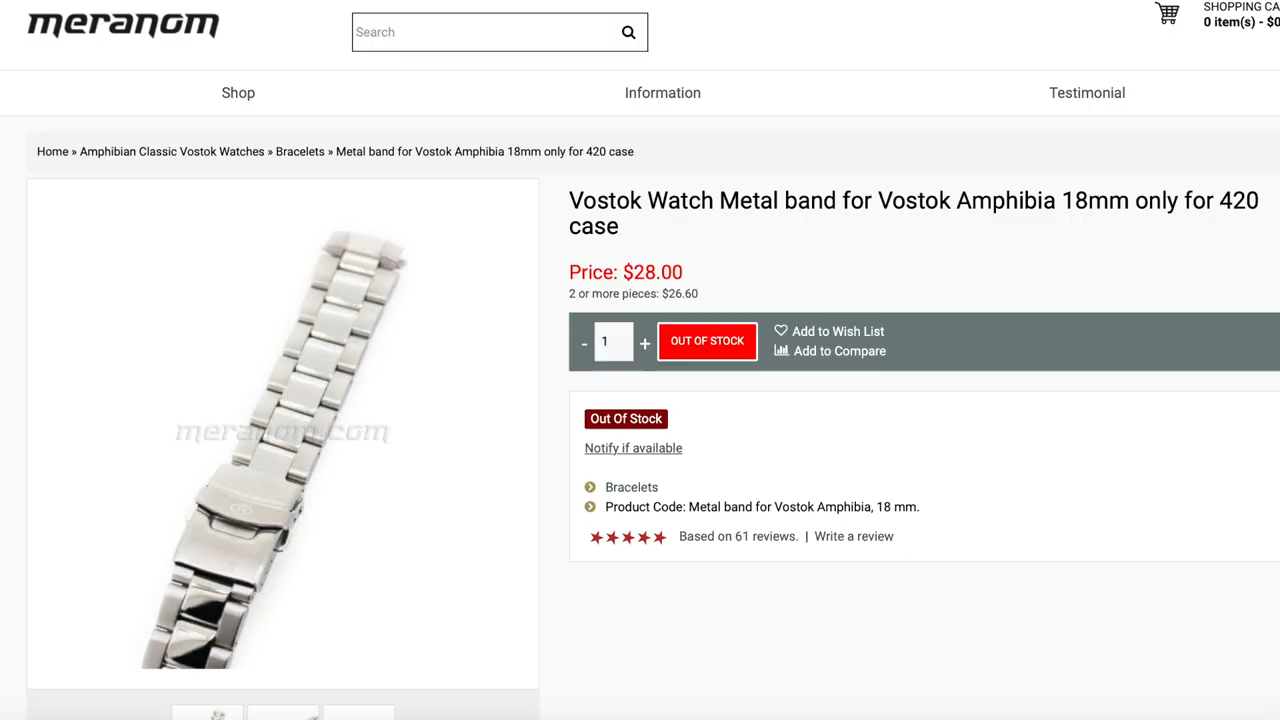 meranom
Search
SHOPPING CA
0 item(s) - $0
Shop
Information
Testimonial
Home » Amphibian Classic Vostok Watches » Bracelets » Metal band for Vostok Amphibia 18mm only for 420 case
meranom.com
Vostok Watch Metal band for Vostok Amphibia 18mm only for 420
case
Price: $28.00
2 or more pieces: $26.60
- 1 + OUT OF STOCK
Add to Wish List
Add to Compare
Out Of Stock
Notify if available
Bracelets
Product Code: Metal band for Vostok Amphibia, 18 mm.
Based on 61 reviews. | Write a review